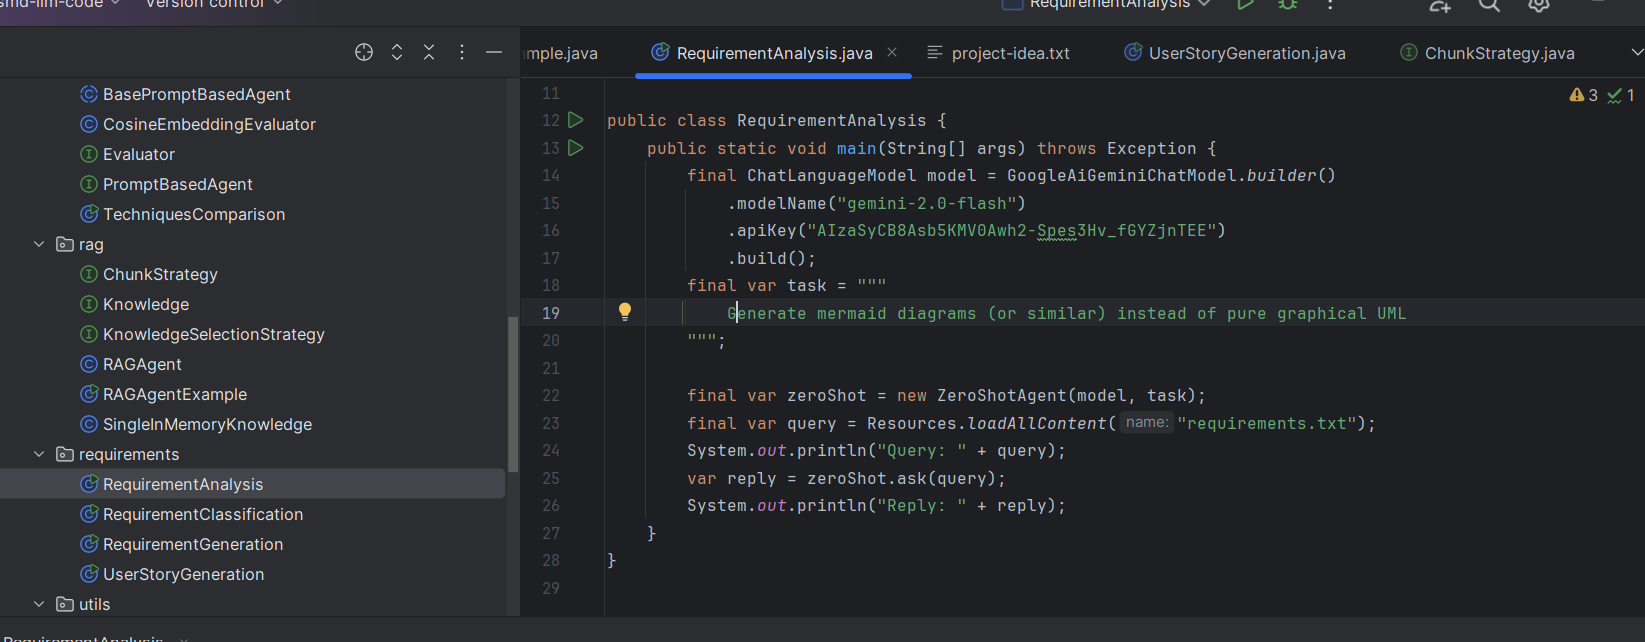 smd-llm-code
Version control
RequirementAnalysis
mple.java
RequirementAnalysis.java
project-idea.txt
UserStoryGeneration.java
ChunkStrategy.java
BasePromptBasedAgent
CosineEmbeddingEvaluator
Evaluator
PromptBasedAgent
TechniquesComparison
rag
ChunkStrategy
Knowledge
KnowledgeSelectionStrategy
RAGAgent
RAGAgentExample
SingleInMemoryKnowledge
requirements
RequirementAnalysis
RequirementClassification
RequirementGeneration
UserStoryGeneration
utils
3 1
11
12 public class RequirementAnalysis {
13 public static void main(String[] args) throws Exception {
14 final ChatLanguageModel model = GoogleAiGeminiChatModel.builder()
15 .modelName("gemini-2.0-flash")
16 .apiKey("AIzaSyCB8Asb5KMV0Awh2-Spes3Hv_fGYZjnTEE")
17 .build();
18 final var task = """
19 Generate mermaid diagrams (or similar) instead of pure graphical UML
20 """;
21
22 final var zeroShot = new ZeroShotAgent(model, task);
23 final var query = Resources.loadAllContent( name: "requirements.txt");
24 System.out.println("Query: " + query);
25 var reply = zeroShot.ask(query);
26 System.out.println("Reply: " + reply);
27 }
28 }
29
RequirementAnalysis